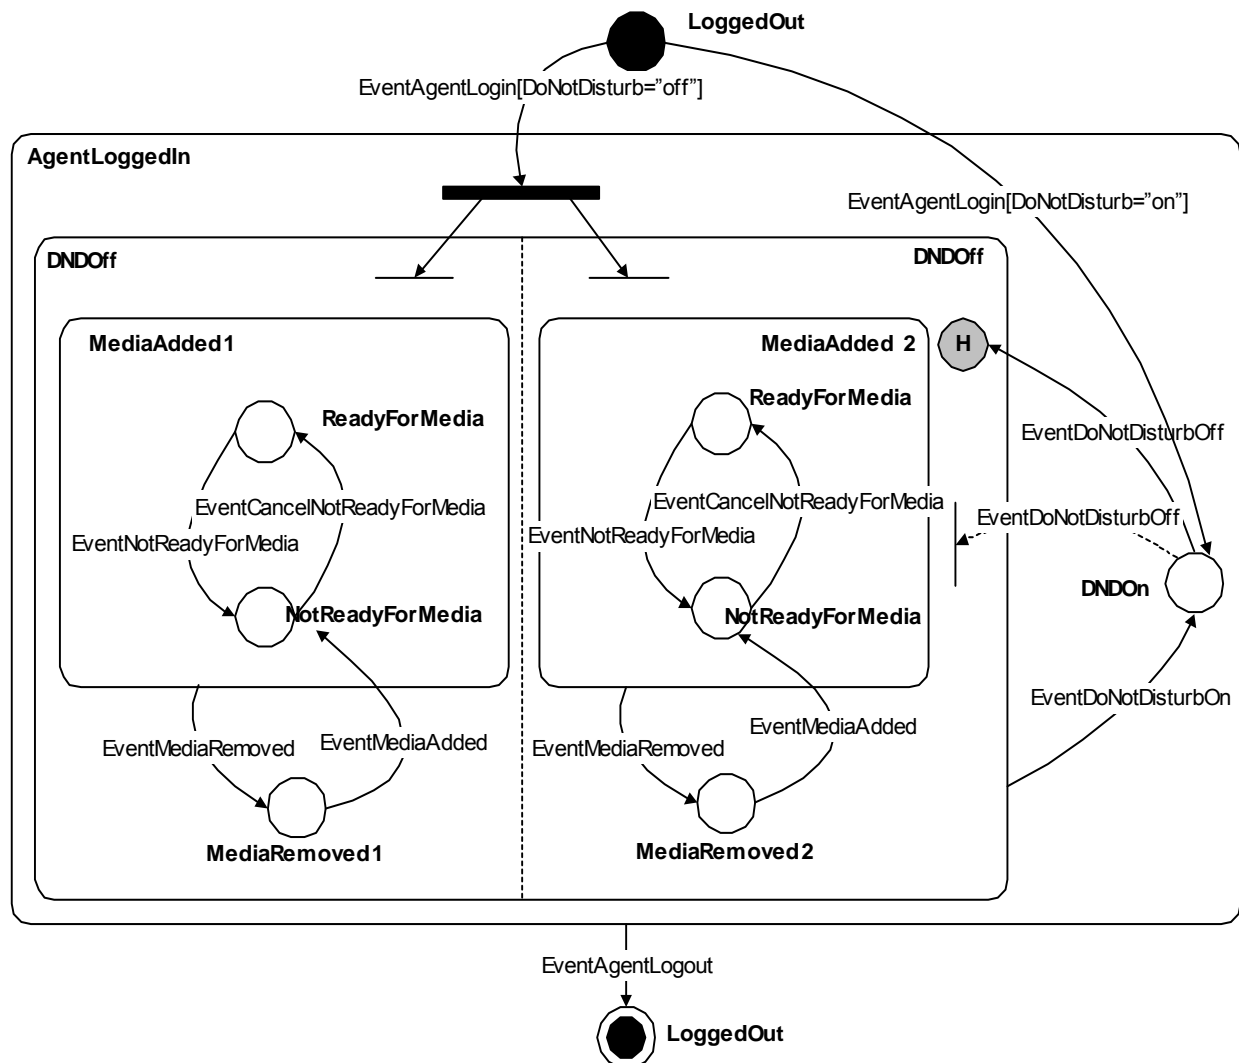 LoggedOut
EventAgentLogin[DoNotDisturb="off"]
AgentLoggedIn
EventAgentLogin[DoNotDisturb="on"]
DNDOff
DNDOff
MediaAdded1
MediaAdded 2
H
ReadyForMedia
ReadyForMedia
EventDoNotDisturbOff
EventCancelNotReadyForMedia
EventCancelNotReadyForMedia
EventDoNotDisturbOff
EventNotReadyForMedia
EventNotReadyForMedia
DNDOn
NotReadyForMedia
NotReadyForMedia
EventDoNotDisturbOn
EventMediaRemoved
EventMediaAdded
EventMediaRemoved
EventMediaAdded
MediaRemoved1
MediaRemoved2
EventAgentLogout
LoggedOut